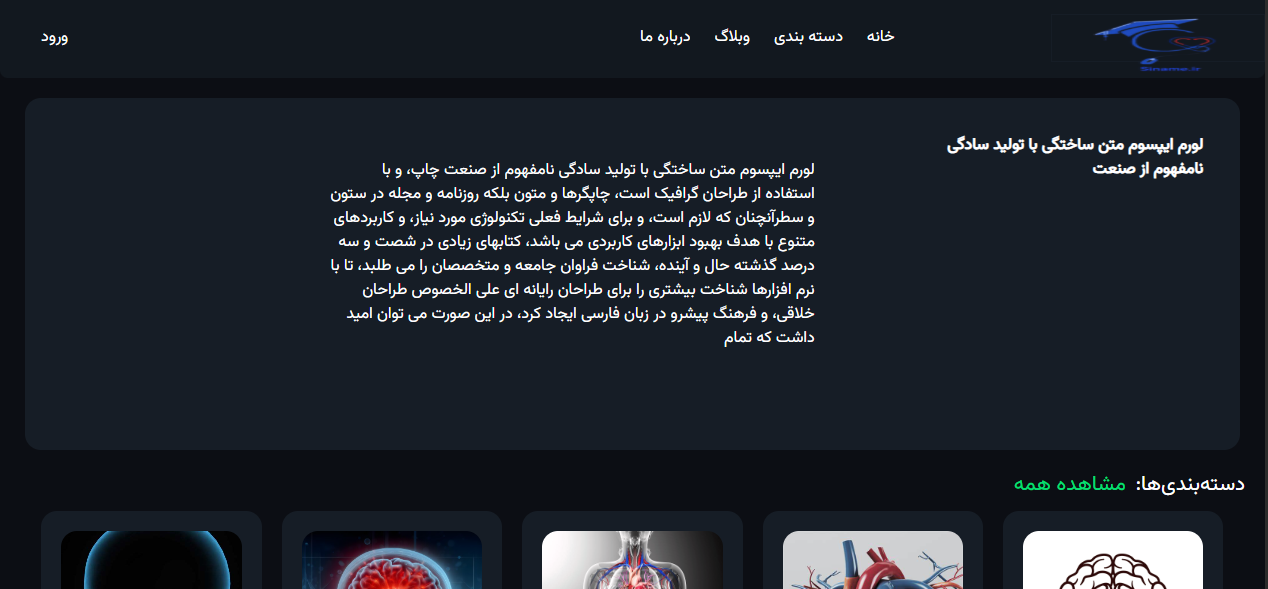 Siname.ir
خانه
دسته بندی
وبلاگ
درباره ما
ورود
لورم ایپسوم متن ساختگی با تولید سادگی
نامفهوم از صنعت
لورم ایپسوم متن ساختگی با تولید سادگی نامفهوم از صنعت چاپ، و با
استفاده از طراحان گرافیک است، چاپگرها و متون بلکه روزنامه و مجله در ستون
و سطرآنچنان که لازم است، و برای شرایط فعلی تکنولوژی مورد نیاز، و کاربردهای
متنوع با هدف بهبود ابزارهای کاربردی می باشد، کتابهای زیادی در شصت و سه
درصد گذشته حال و آینده، شناخت فراوان جامعه و متخصصان را می طلبد، تا با
نرم افزارها شناخت بیشتری را برای طراحان رایانه ای علی الخصوص طراحان
خلاقی، و فرهنگ پیشرو در زبان فارسی ایجاد کرد، در این صورت می توان امید
داشت که تمام
دسته‌بندی‌ها: مشاهده همه